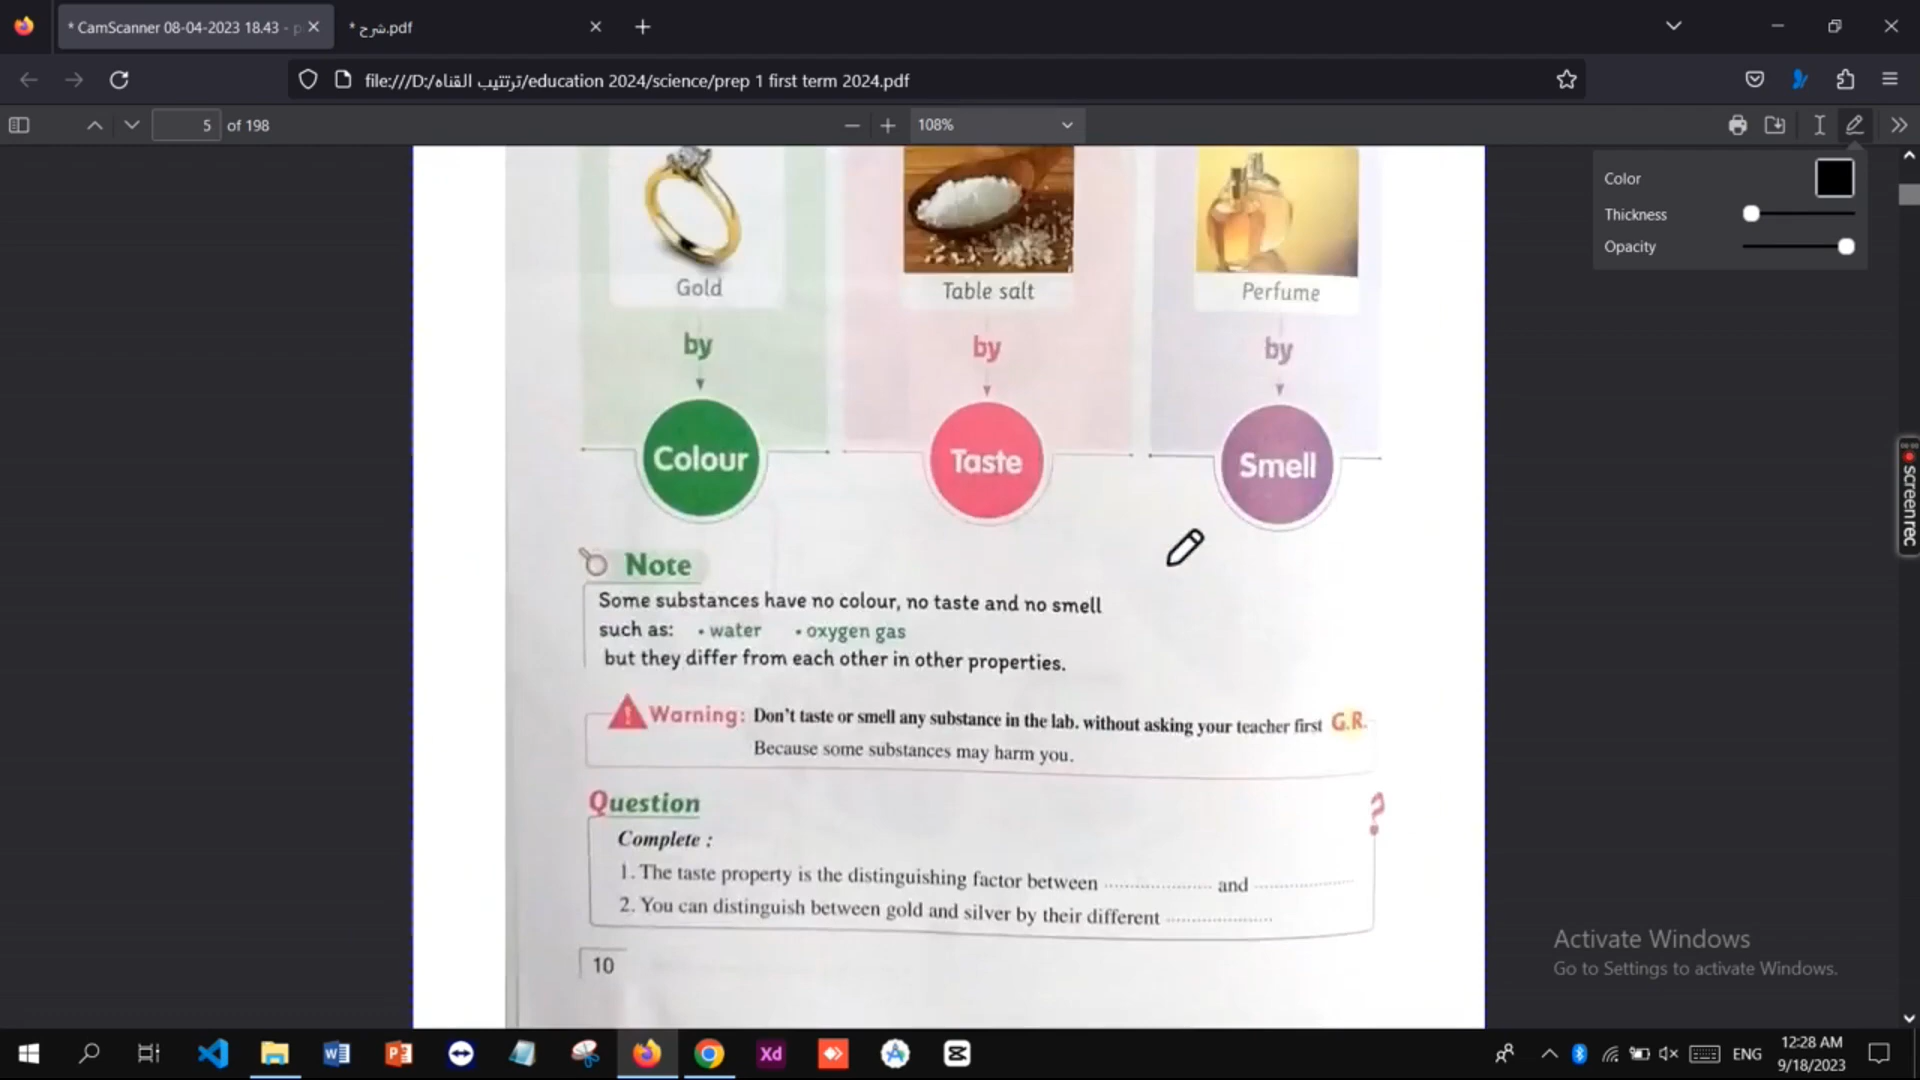 * CamScanner 08-04-2023 18.43 - p
* شرح.pdf
file:///D:/ترتتيب القناه/education 2024/science/prep 1 first term 2024.pdf
5 of 198
108%
Color
Thickness
Opacity
Gold
Table salt
Perfume
by
by
by
Colour
Taste
Smell
Note
Some substances have no colour, no taste and no smell
such as: • water • oxygen gas
but they differ from each other in other properties.
! Warning: Don't taste or smell any substance in the lab. without asking your teacher first G.R.
Because some substances may harm you.
Question
?
Complete :
1. The taste property is the distinguishing factor between .................... and ....................
2. You can distinguish between gold and silver by their different ....................
10
screenrec
Activate Windows
Go to Settings to activate Windows.
Xd
ENG
12:28 AM
9/18/2023